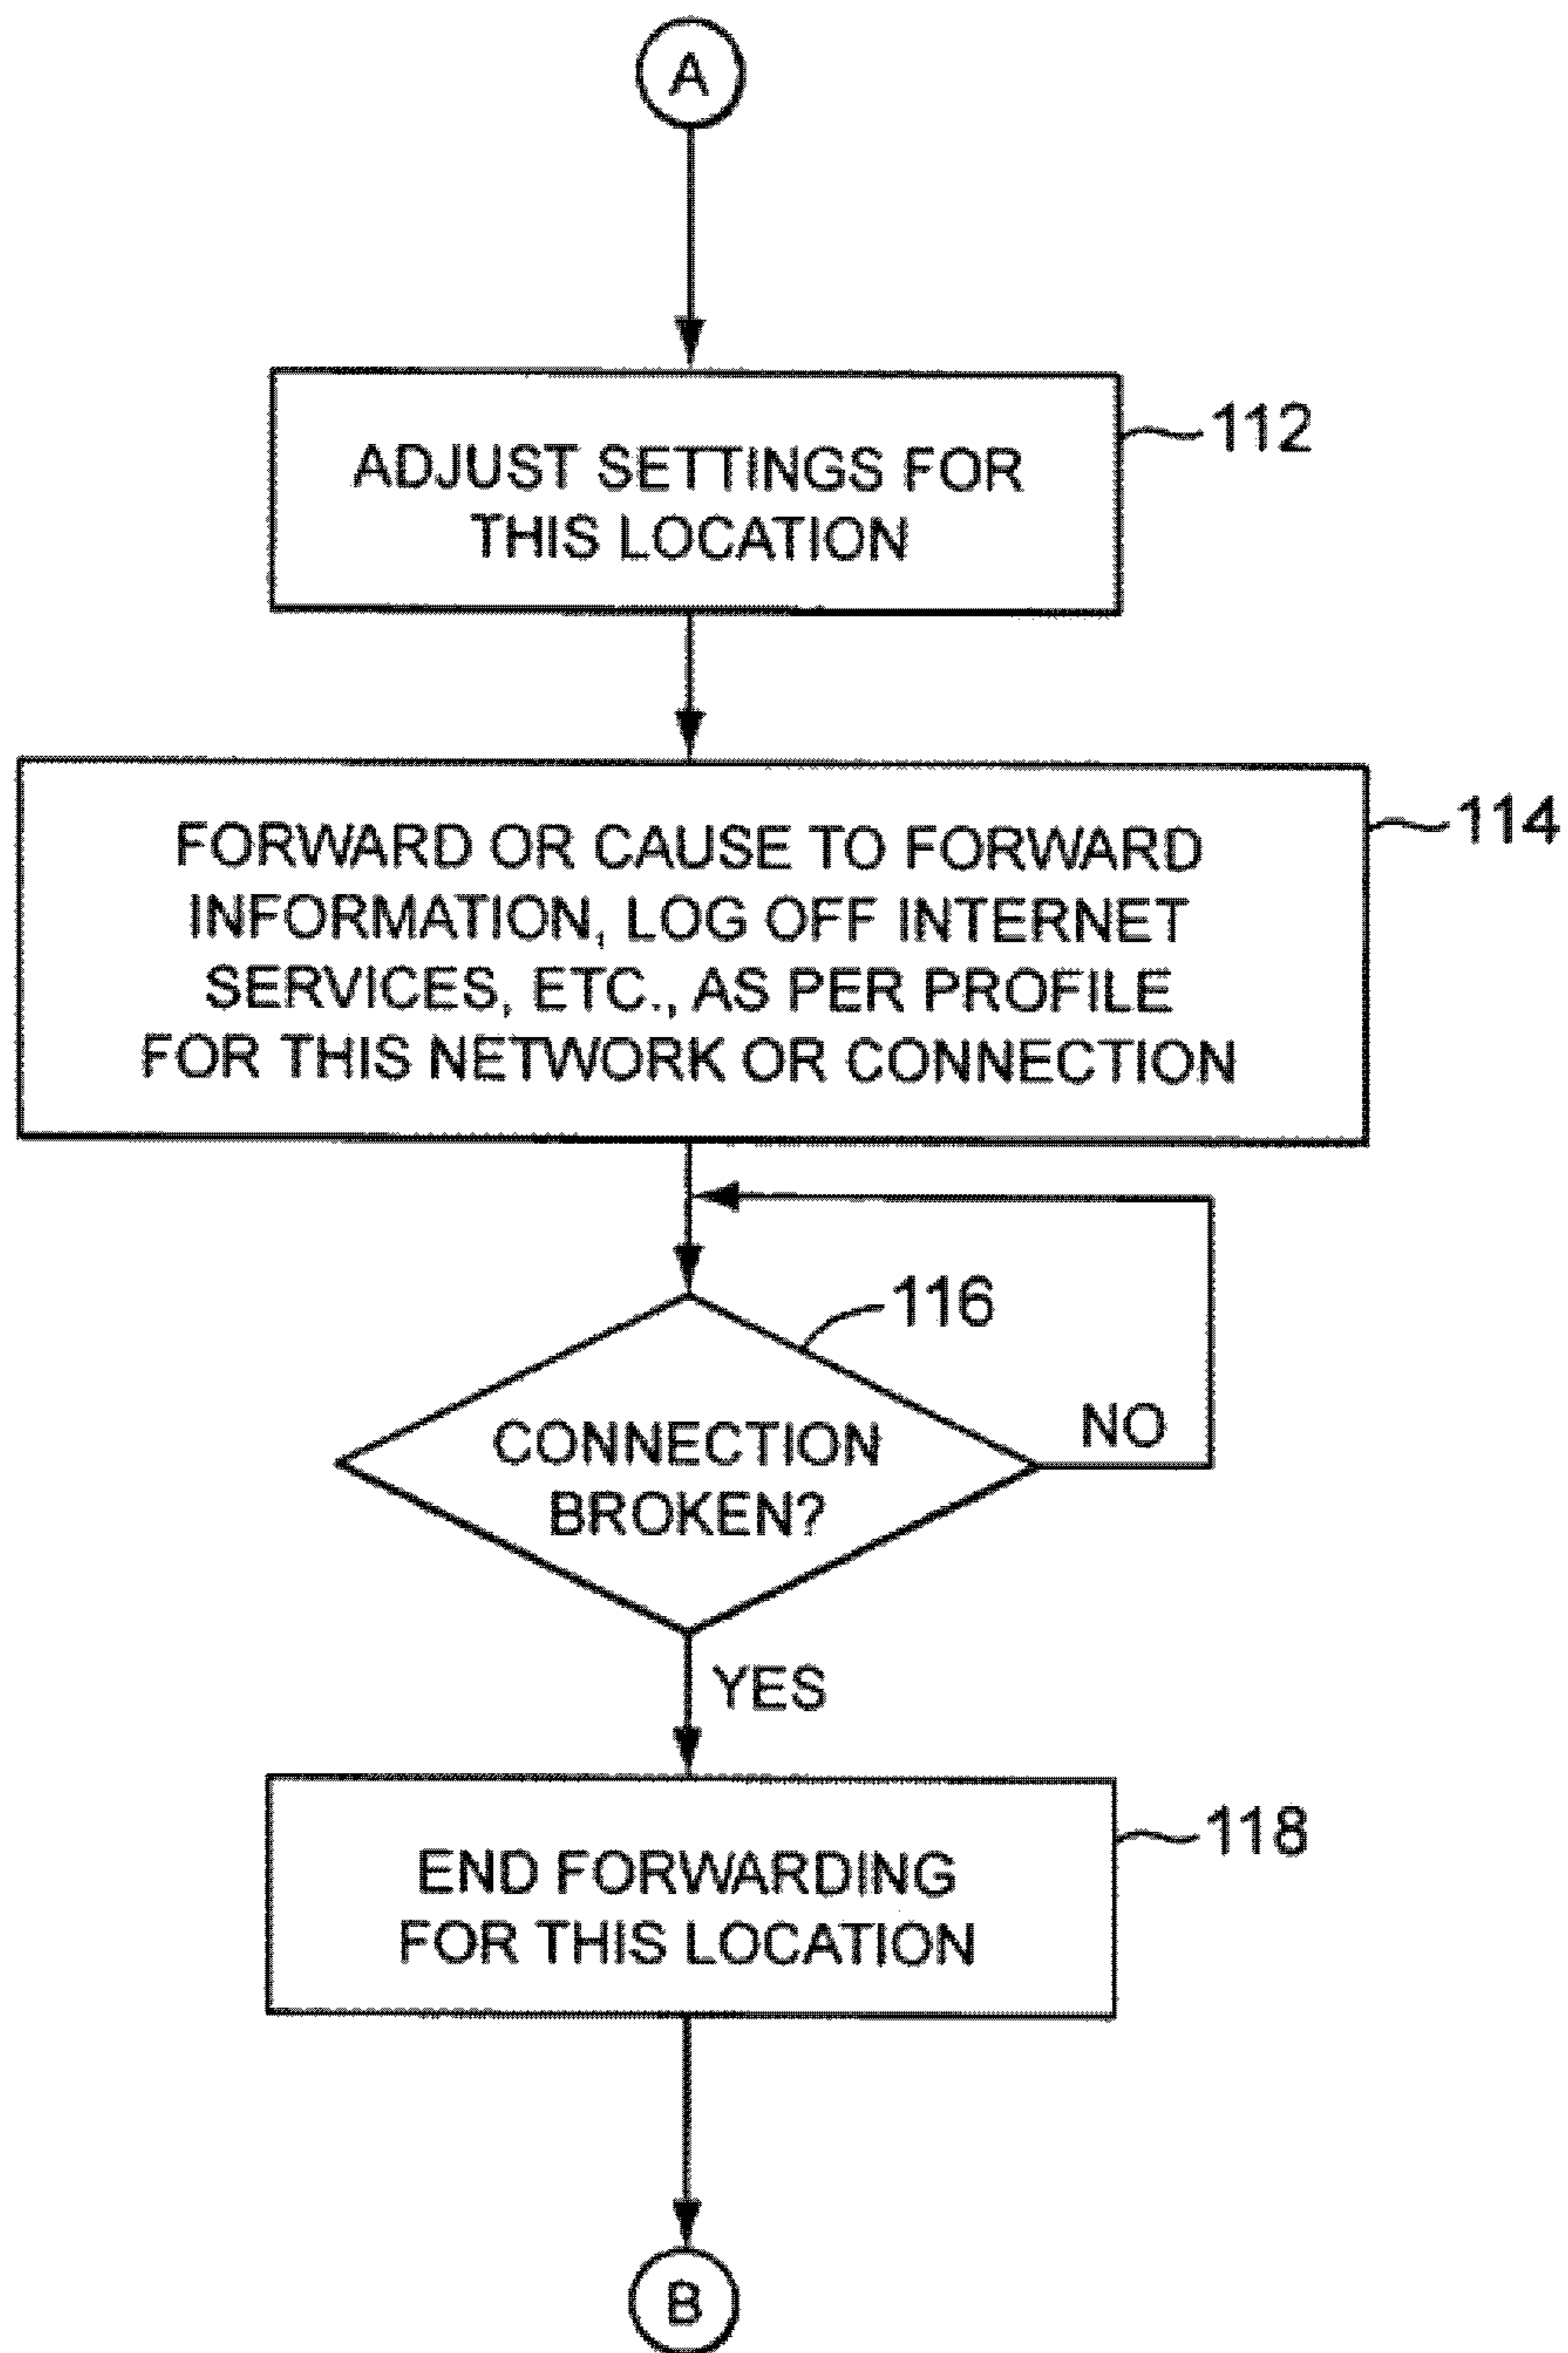 A
ADJUST SETTINGS FOR
THIS LOCATION
112
FORWARD OR CAUSE TO FORWARD
INFORMATION, LOG OFF INTERNET
SERVICES, ETC., AS PER PROFILE
FOR THIS NETWORK OR CONNECTION
114
116
CONNECTION
BROKEN?
NO
YES
END FORWARDING
FOR THIS LOCATION
118
B